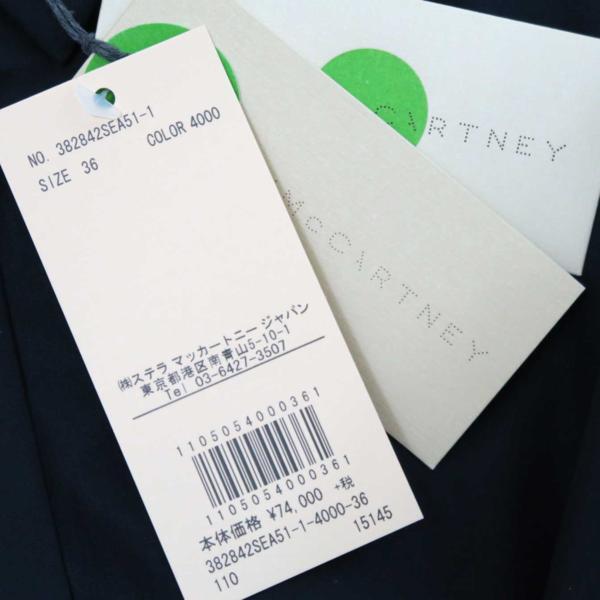 NO. 382842SEA51-1
SIZE 36 COLOR 4000
㈱ステラ マッカートニー ジャパン
東京都港区南青山5-10-1
Tel 03-6427-3507
1105054000361
1105054000361
本体価格 ¥74,000 +税
382842SEA51-1-4000-36
110 15145
McCARTNEY
CARTNEY